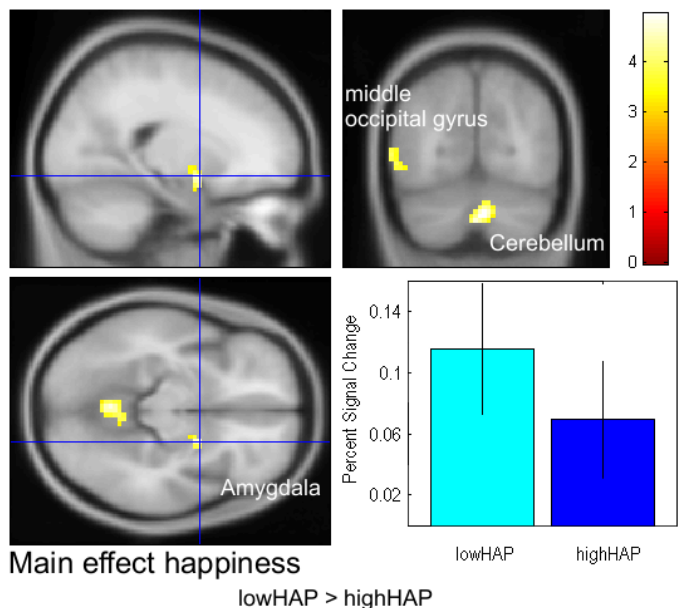 middle
occipital gyrus
Cerebellum
4
3
2
1
0
Amygdala
Percent Signal Change
0.14
0.1
0.06
0.02
lowHAP highHAP
Main effect happiness
lowHAP > highHAP